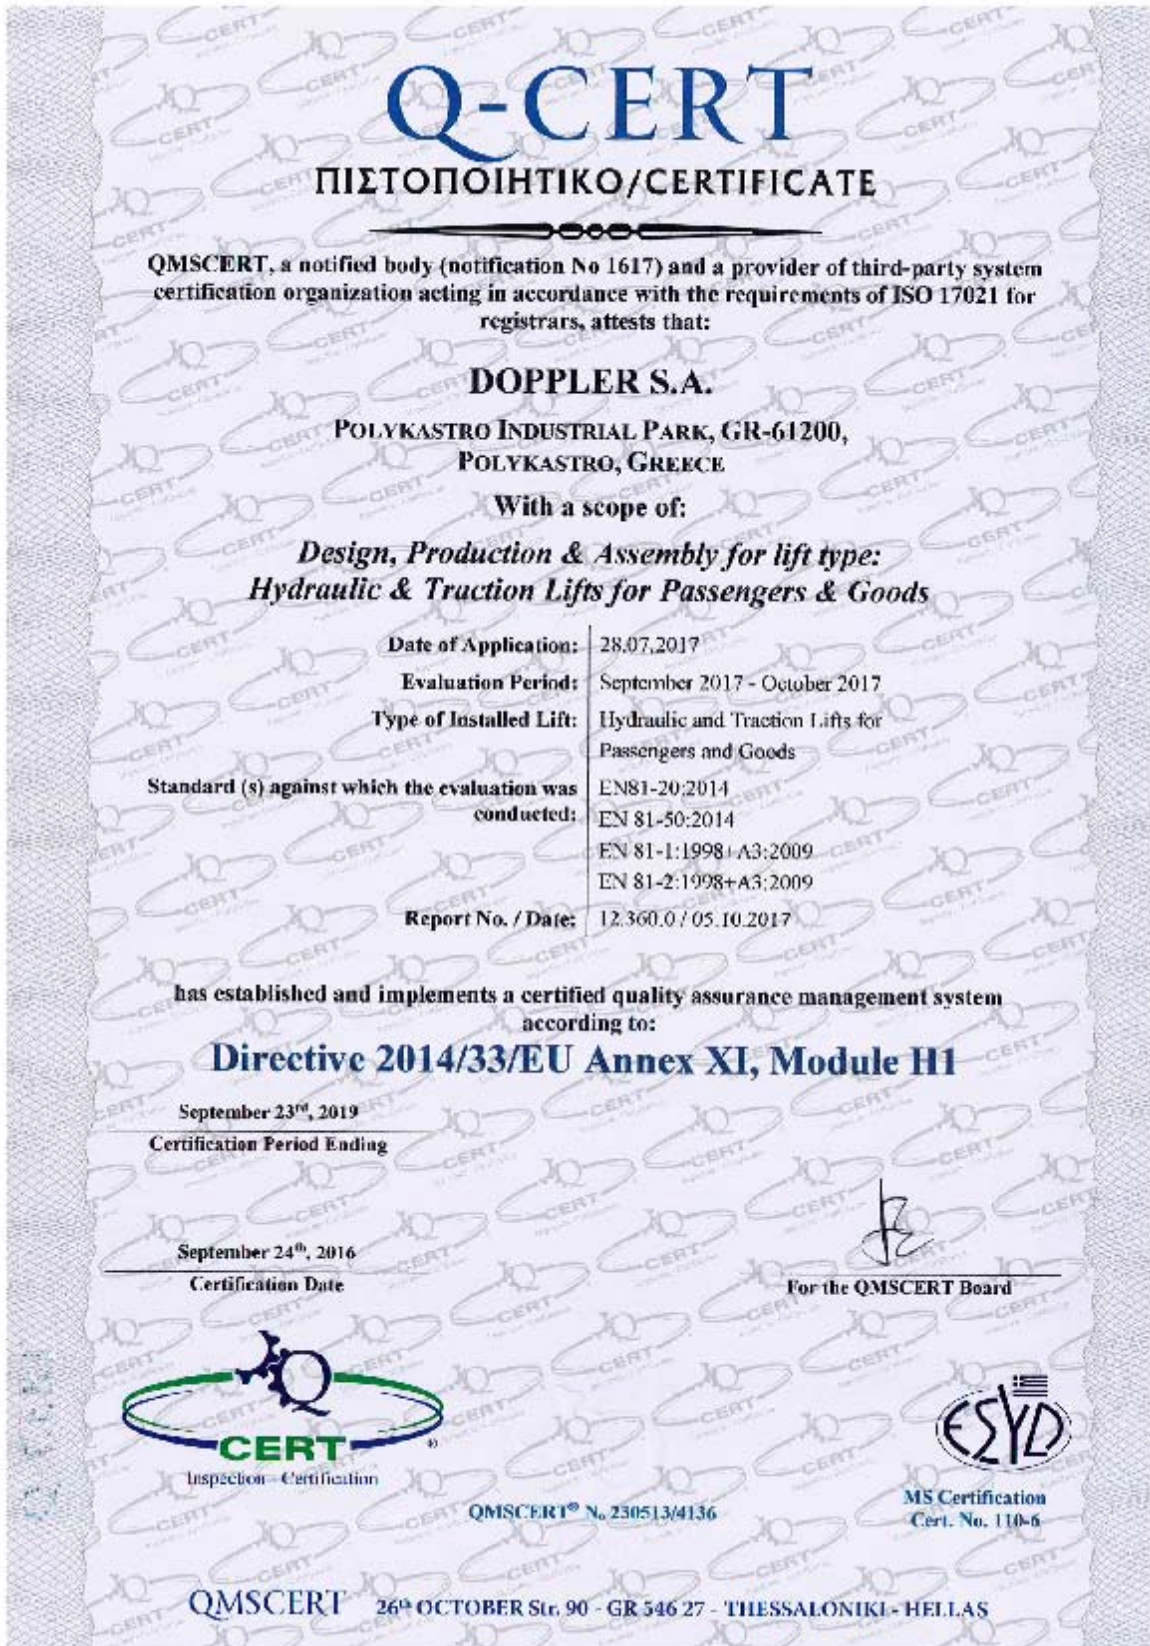 Q-CERT
ΠΙΣΤΟΠΟΙΗΤΙΚΟ/CERTIFICATE
QMSCERT, a notified body (notification No 1617) and a provider of third-party system
certification organization acting in accordance with the requirements of ISO 17021 for
registrars, attests that:
DOPPLER S.A.
POLYKASTRO INDUSTRIAL PARK, GR-61200,
POLYKASTRO, GREECE
With a scope of:
Design, Production & Assembly for lift type:
Hydraulic & Traction Lifts for Passengers & Goods
Date of Application: 28.07.2017
Evaluation Period: September 2017 - October 2017
Type of Installed Lift: Hydraulic and Traction Lifts for
Passengers and Goods
Standard (s) against which the evaluation was EN81-20:2014
conducted: EN 81-50:2014
EN 81-1:1998+A3:2009
EN 81-2:1998+A3:2009
Report No. / Date: 12.360.0 / 05.10.2017
has established and implements a certified quality assurance management system
according to:
Directive 2014/33/EU Annex XI, Module H1
September 23rd, 2019
Certification Period Ending
September 24th, 2016
Certification Date
For the QMSCERT Board
Q
CERT ®
Inspection - Certification
ESYD
MS Certification
Cert. No. 110-6
QMSCERT® No 230513/4136
QMSCERT 26th OCTOBER Str. 90 - GR 546 27 - THESSALONIKI - HELLAS